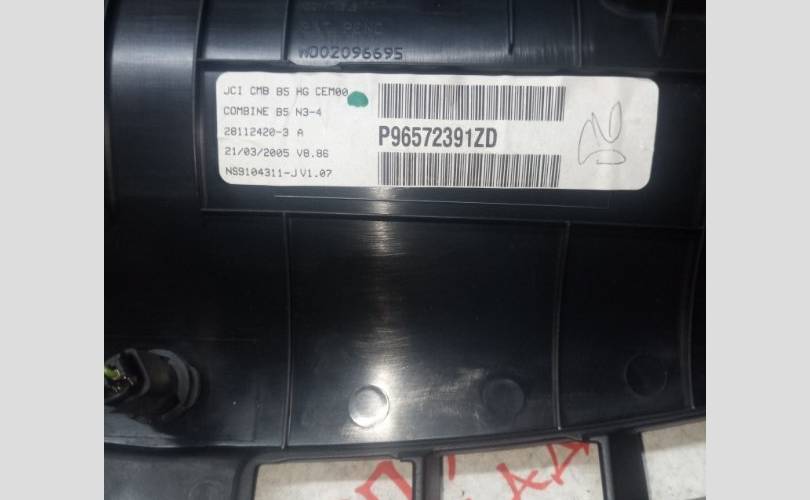 W002096695
JCI CMB B5 HG CEM00
COMBINE B5 N3-4
28112420-3 A
21/03/2005 V8.86
NS9104311-J V1.07
P96572391ZD